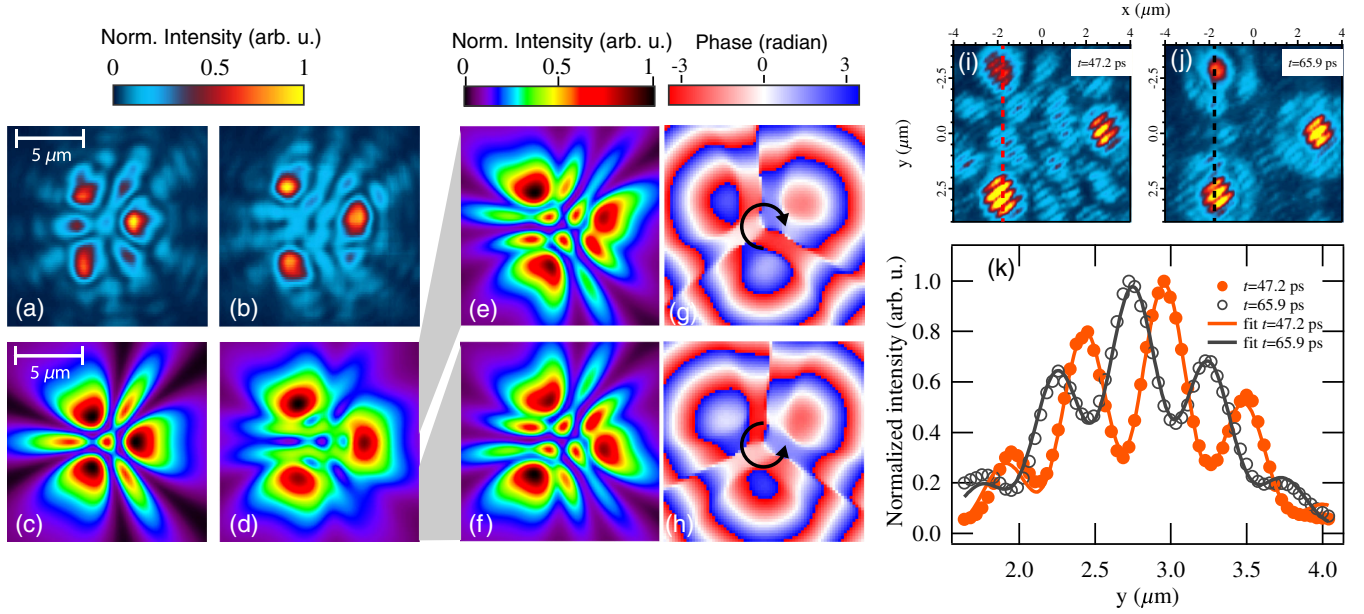 Norm. Intensity (arb. u.)
0 0.5 1
Norm. Intensity (arb. u.)
0 0.5 1
Phase (radian)
-3 0 3
x (µm)
-4 -2 0 2 4
-4 -2 0 2 4
5 µm
(a)
(b)
(e)
(g)
(i)
t=47.2 ps
(j)
t=65.9 ps
y (µm)
-2.5
0.0
2.5
-2.5
0.0
2.5
5 µm
(c)
(d)
(f)
(h)
(k)
t=47.2 ps
t=65.9 ps
fit t=47.2 ps
fit t=65.9 ps
Normalized intensity (arb. u.)
1.0
0.8
0.6
0.4
0.2
0.0
2.0 2.5 3.0 3.5 4.0
y (µm)